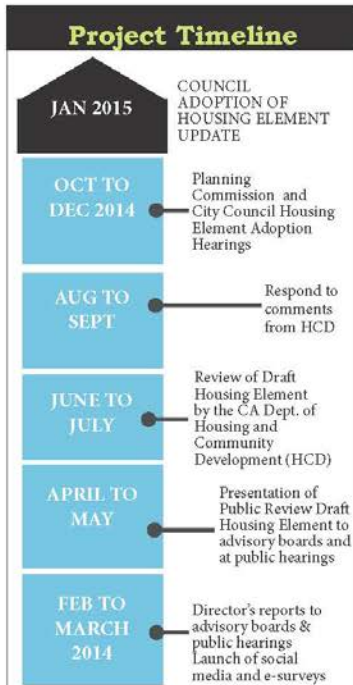 Project Timeline
JAN 2015
COUNCIL
ADOPTION OF
HOUSING ELEMENT
UPDATE
OCT TO
DEC 2014
Planning
Commission and
City Council Housing
Element Adoption
Hearings
AUG TO
SEPT
Respond to
comments
from HCD
JUNE TO
JULY
Review of Draft
Housing Element
by the CA Dept. of
Housing and
Community
Development (HCD)
APRIL TO
MAY
Presentation of
Public Review Draft
Housing Element to
advisory boards and
at public hearings
FEB TO
MARCH
2014
Director's reports to
advisory boards &
public hearings
Launch of social
media and e-surveys